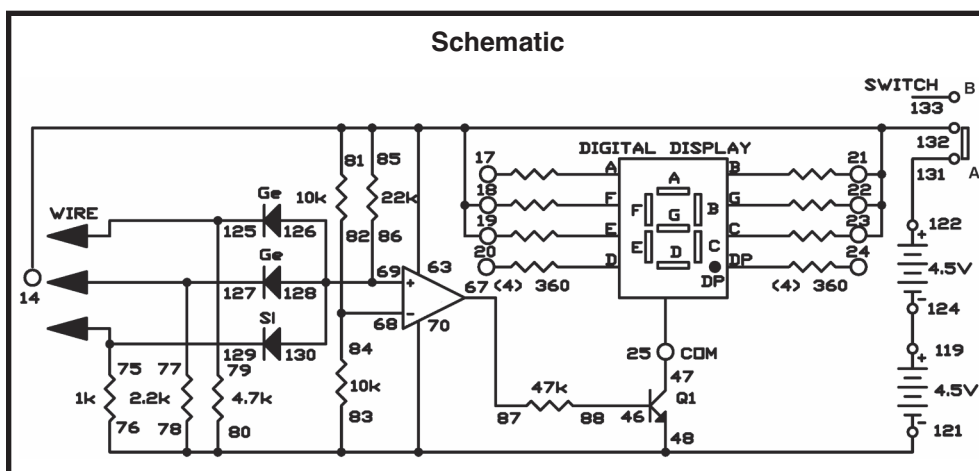 Schematic
SWITCH
B
133
132
A
131
81
85
17
DIGITAL DISPLAY
21
A
B
Ge
10k
22k
18
A
22
F
G
WIRE
125
126
82
86
F
B
G
19
23
E
C
122
+
Ge
69
63
E
C
4.5V
20
D
24
D
DP
-
14
127
128
+
67
DP
124
Si
68
-
70
(4) 360
(4) 360
129
130
84
25
COM
119
+
75
77
79
10k
47k
47
1k
2.2k
4.7k
Q1
4.5V
76
78
80
83
87
88
46
-
48
121